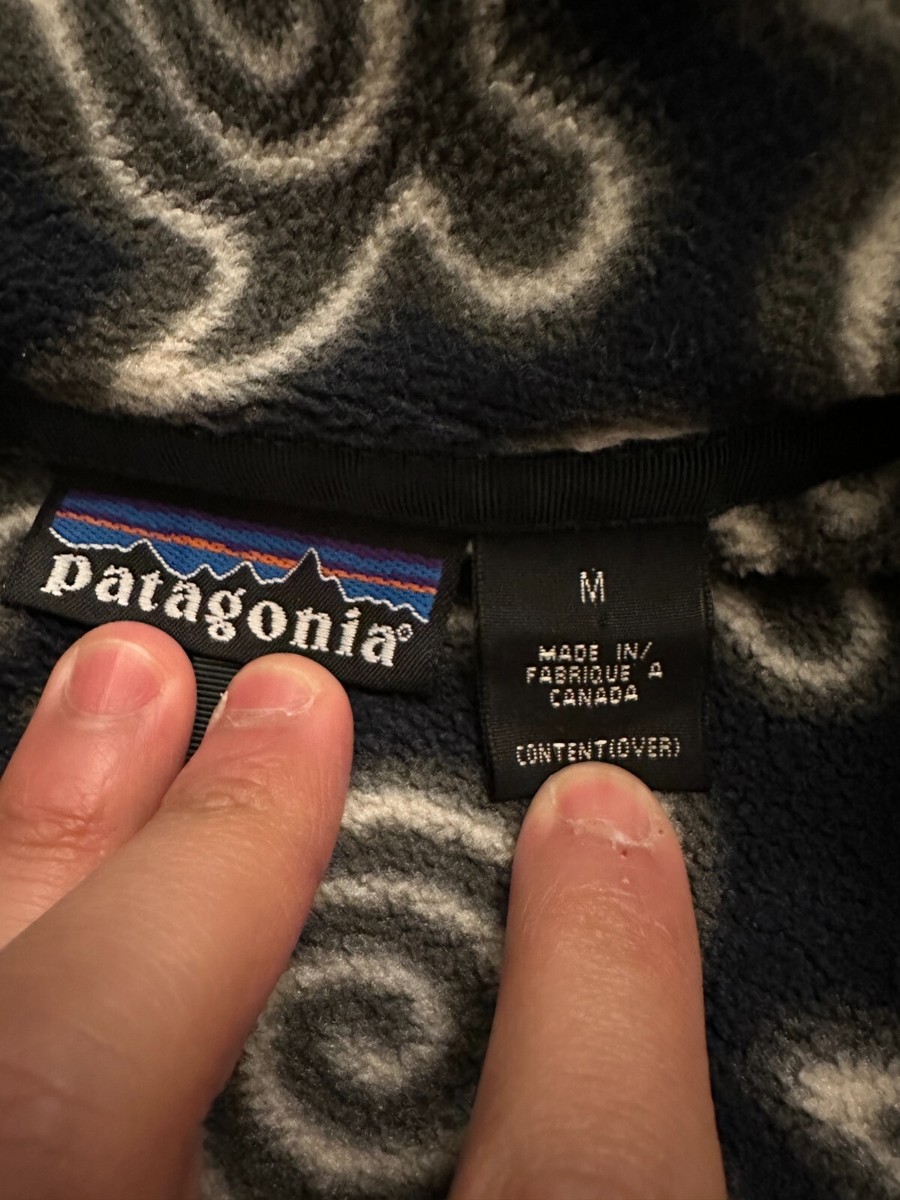 patagonia®
M
MADE IN/
FABRIQUE A
CANADA
CONTENT(OVER)